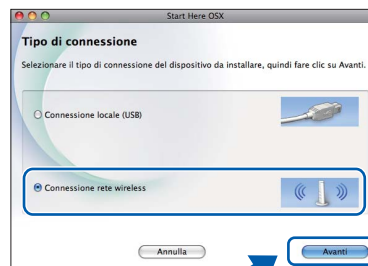 Start Here OSX
Tipo di connessione
Selezionare il tipo di connessione del dispositivo da installare, quindi fare clic su Avanti.
Connessione locale (USB)
Connessione rete wireless
Annulla
Avanti